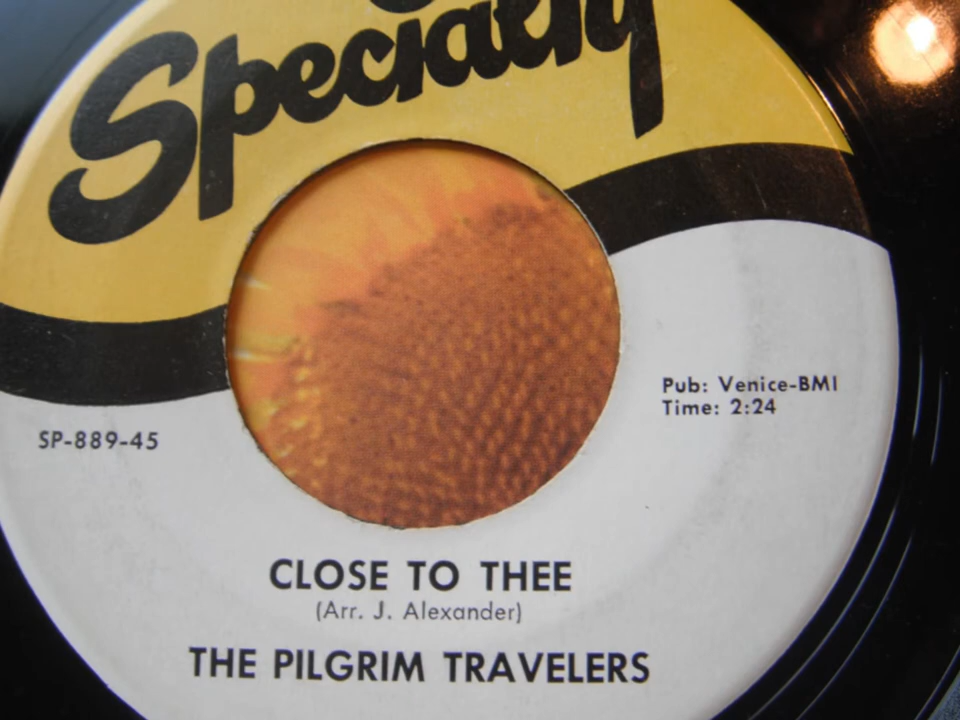 Specialty
Pub: Venice-BMI
Time: 2:24
SP-889-45
CLOSE TO THEE
(Arr. J. Alexander)
THE PILGRIM TRAVELERS